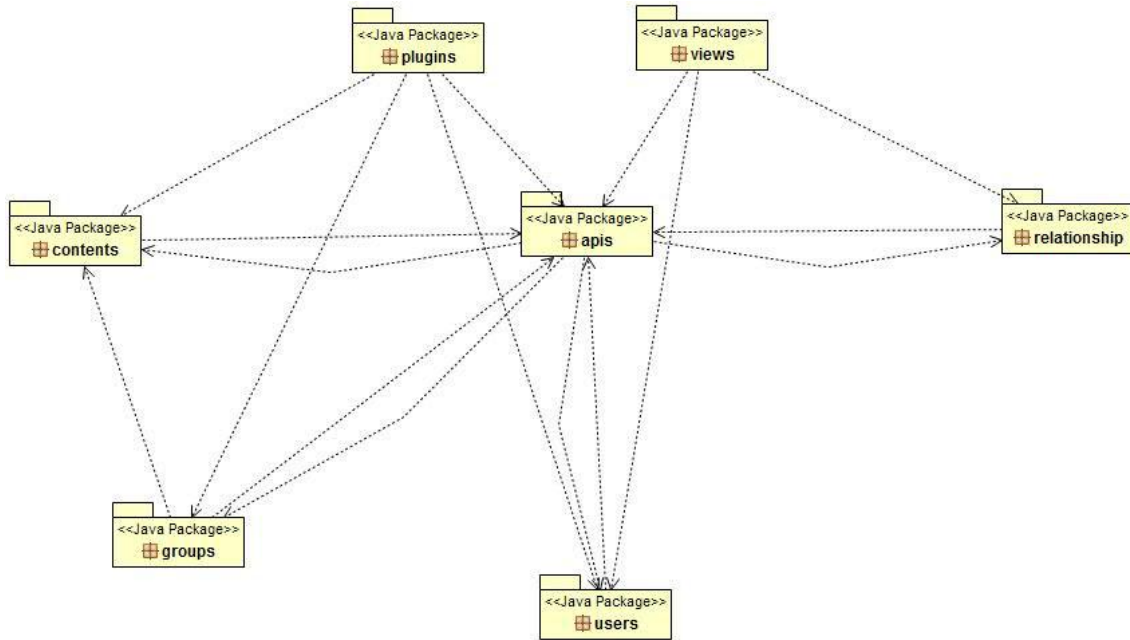 <<Java Package>>
plugins
<<Java Package>>
views
<<Java Package>>
contents
<<Java Package>>
apis
<<Java Package>>
relationship
<<Java Package>>
groups
<<Java Package>>
users